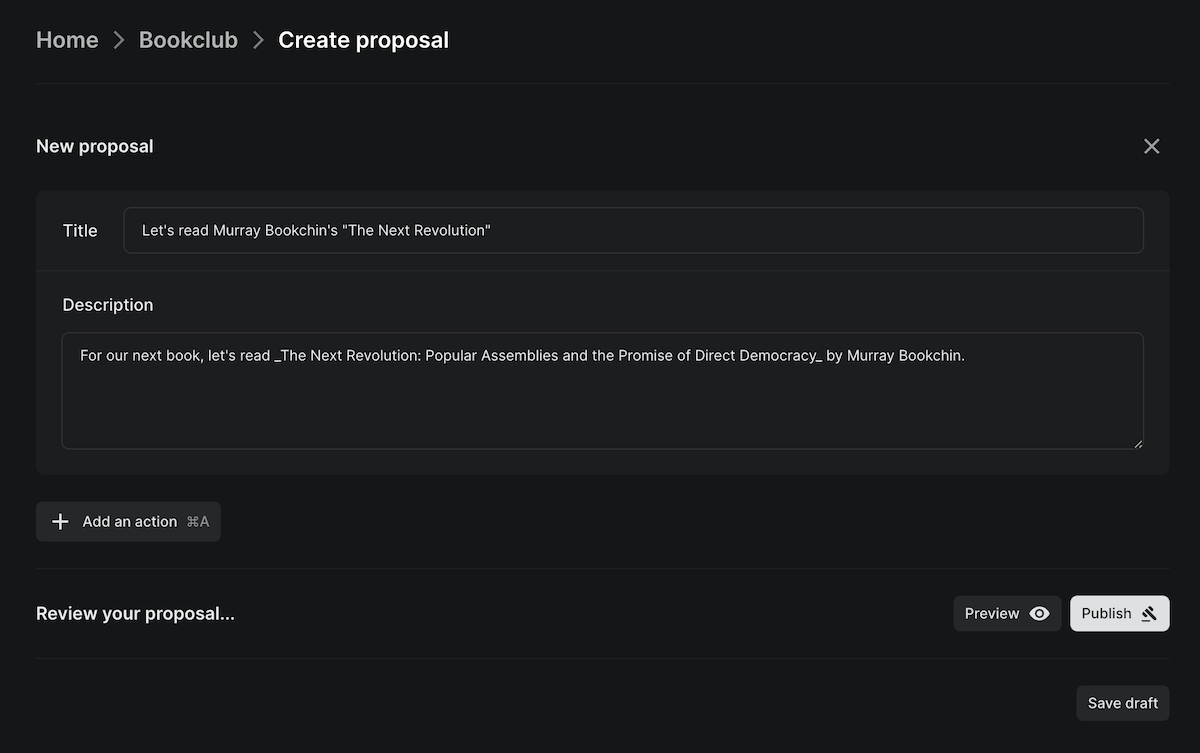 Home > Bookclub > Create proposal
New proposal
Title
Let's read Murray Bookchin's "The Next Revolution"
Description
For our next book, let's read _The Next Revolution: Popular Assemblies and the Promise of Direct Democracy_ by Murray Bookchin.
Add an action ⌘A
Review your proposal...
Preview
Publish
Save draft